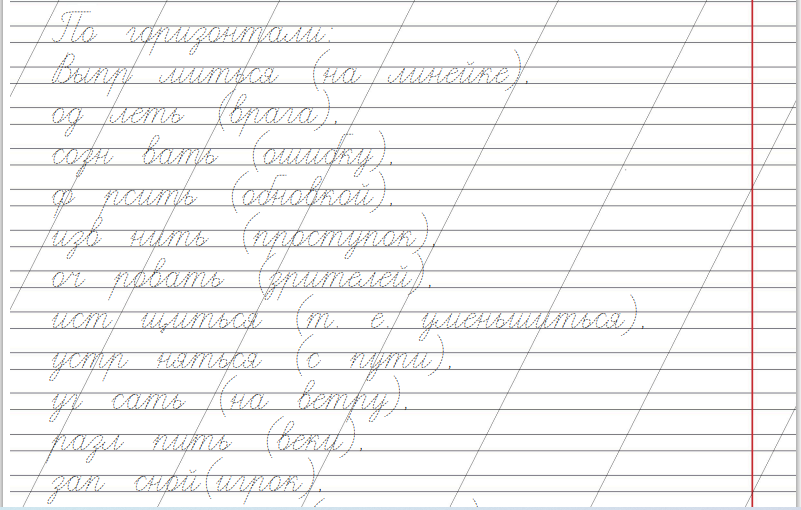 По горизонтали:
Выпр миться (на линейке),
од леть (врага),
созн вать (ошибку),
ф рсить (обновкой),
изв нить (проступок),
оч ровать (зрителей),
ист щиться (т. е. уменьшиться),
устр няться (с пути),
уг сать (на ветру),
разл пить (веки),
зап сной(игрок),